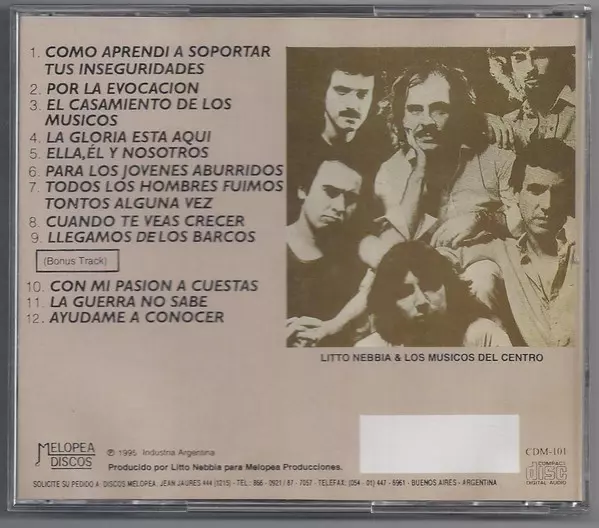 1. COMO APRENDI A SOPORTAR
TUS INSEGURIDADES
2. POR LA EVOCACION
3. EL CASAMIENTO DE LOS
MUSICOS
4. LA GLORIA ESTA AQUI
5. ELLA,ÉL Y NOSOTROS
6. PARA LOS JOVENES ABURRIDOS
7. TODOS LOS HOMBRES FUIMOS
TONTOS ALGUNA VEZ
8. CUANDO TE VEAS CRECER
9. LLEGAMOS DE LOS BARCOS
(Bonus Track)
10. CON MI PASION A CUESTAS
11. LA GUERRA NO SABE
12. AYUDAME A CONOCER
LITTO NEBBIA & LOS MUSICOS DEL CENTRO
MELOPEA
DISCOS
℗ 1995 Industria Argentina
Producido por Litto Nebbia para Melopea Producciones.
CDM-101
COMPACT
disc
DIGITAL AUDIO
SOLICITE SU PEDIDO A: DISCOS MELOPEA, JEAN JAURES 444 (1215) - TEL: 866 - 0921 / 87 - 7057 - TELEFAX: (054 - 01) 447 - 6961 - BUENOS AIRES - ARGENTINA